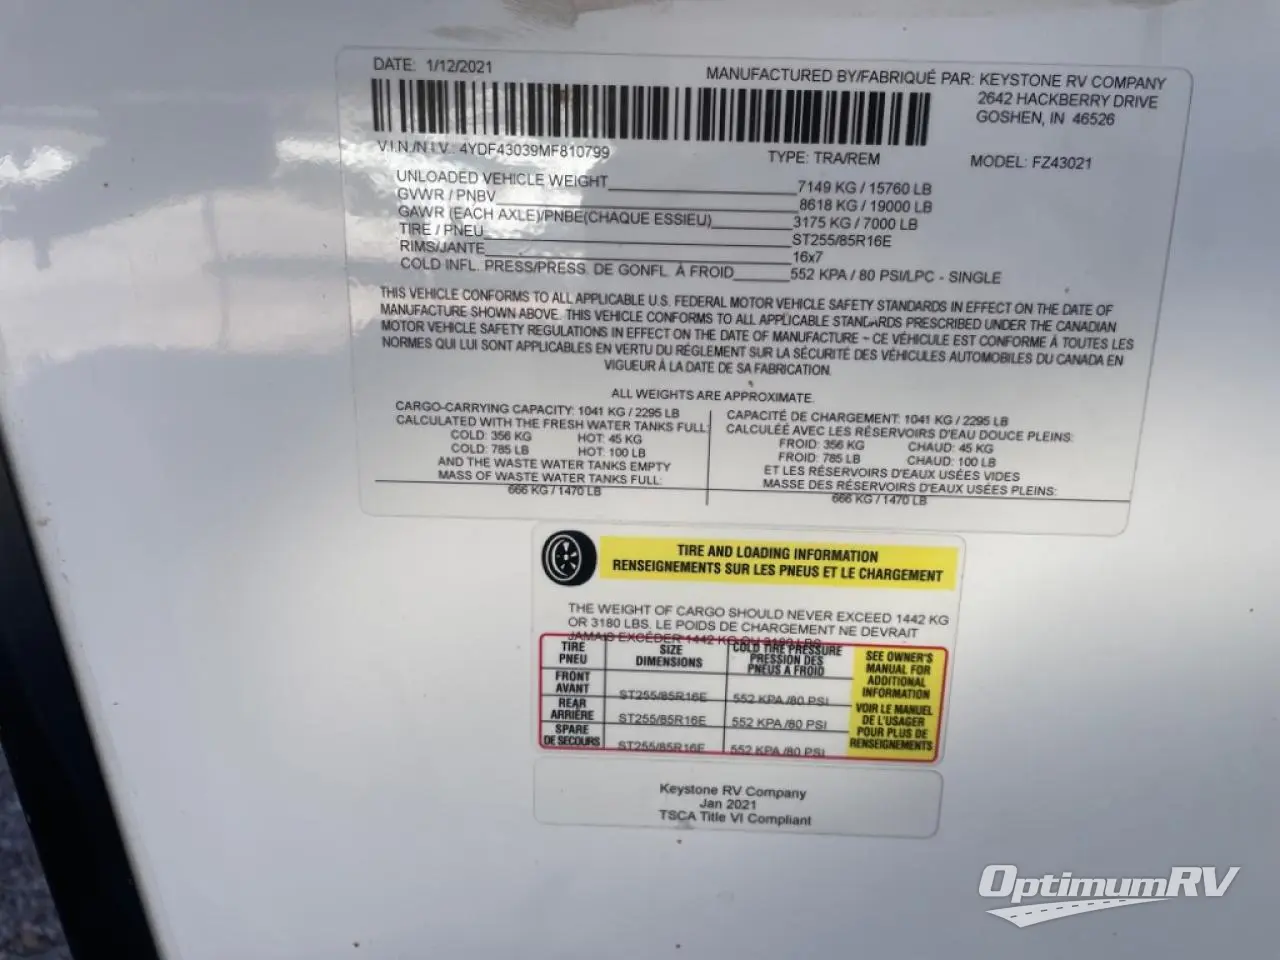 DATE: 1/12/2021
MANUFACTURED BY/FABRIQUÉ PAR: KEYSTONE RV COMPANY
2642 HACKBERRY DRIVE
GOSHEN, IN 46526
V.I.N./N.I.V.: 4YDF43039MF810799
TYPE: TRA/REM
MODEL: FZ43021
UNLOADED VEHICLE WEIGHT 7149 KG / 15760 LB
GVWR / PNBV 8618 KG / 19000 LB
GAWR (EACH AXLE)/PNBE(CHAQUE ESSIEU) 3175 KG / 7000 LB
TIRE / PNEU ST255/85R16E
RIMS/JANTE 16x7
COLD INFL. PRESS/PRESS. DE GONFL. À FROID 552 KPA / 80 PSI/LPC - SINGLE
THIS VEHICLE CONFORMS TO ALL APPLICABLE U.S. FEDERAL MOTOR VEHICLE SAFETY STANDARDS IN EFFECT ON THE DATE OF
MANUFACTURE SHOWN ABOVE. THIS VEHICLE CONFORMS TO ALL APPLICABLE STANDARDS PRESCRIBED UNDER THE CANADIAN
MOTOR VEHICLE SAFETY REGULATIONS IN EFFECT ON THE DATE OF MANUFACTURE - CE VÉHICULE EST CONFORME À TOUTES LES
NORMES QUI LUI SONT APPLICABLES EN VERTU DU RÉGLEMENT SUR LA SÉCURITÉ DES VÉHICULES AUTOMOBILES DU CANADA EN
VIGUEUR À LA DATE DE SA FABRICATION.
ALL WEIGHTS ARE APPROXIMATE.
CARGO-CARRYING CAPACITY: 1041 KG / 2295 LB
CALCULATED WITH THE FRESH WATER TANKS FULL:
COLD: 356 KG HOT: 45 KG
COLD: 785 LB HOT: 100 LB
AND THE WASTE WATER TANKS EMPTY
MASS OF WASTE WATER TANKS FULL:
666 KG / 1470 LB
CAPACITÉ DE CHARGEMENT: 1041 KG / 2295 LB
CALCULÉE AVEC LES RÉSERVOIRS D'EAU DOUCE PLEINS:
FROID: 356 KG CHAUD: 45 KG
FROID: 785 LB CHAUD: 100 LB
ET LES RÉSERVOIRS D'EAUX USÉES VIDES
MASSE DES RÉSERVOIRS D'EAUX USÉES PLEINS:
666 KG / 1470 LB
TIRE AND LOADING INFORMATION
RENSEIGNEMENTS SUR LES PNEUS ET LE CHARGEMENT
THE WEIGHT OF CARGO SHOULD NEVER EXCEED 1442 KG
OR 3180 LBS. LE POIDS DE CHARGEMENT NE DEVRAIT
JAMAIS EXCÉDER 1442 KG OU 3180 LBS.
TIRE
PNEU
SIZE
DIMENSIONS
COLD TIRE PRESSURE
PRESSION DES
PNEUS A FROID
FRONT
AVANT
ST255/85R16E 552 KPA /80 PSI
REAR
ARRIÈRE
ST255/85R16E 552 KPA /80 PSI
SPARE
DE SECOURS
ST255/85R16E 552 KPA /80 PSI
SEE OWNER'S
MANUAL FOR
ADDITIONAL
INFORMATION
VOIR LE MANUEL
DE L'USAGER
POUR PLUS DE
RENSEIGNEMENTS
Keystone RV Company
Jan 2021
TSCA Title VI Compliant
OptimumRV